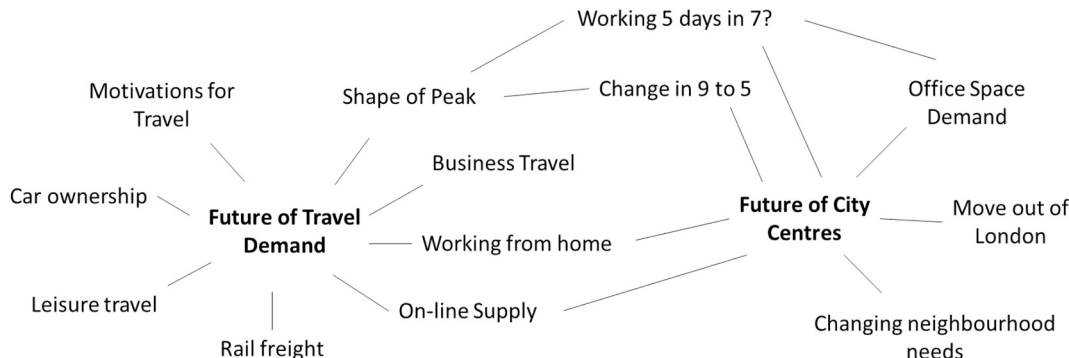 Working 5 days in 7?
Motivations for
Travel
Shape of Peak
Change in 9 to 5
Office Space
Demand
Business Travel
Car ownership
Future of Travel
Demand
Future of City
Centres
Move out of
London
Working from home
Leisure travel
On-line Supply
Rail freight
Changing neighbourhood
needs